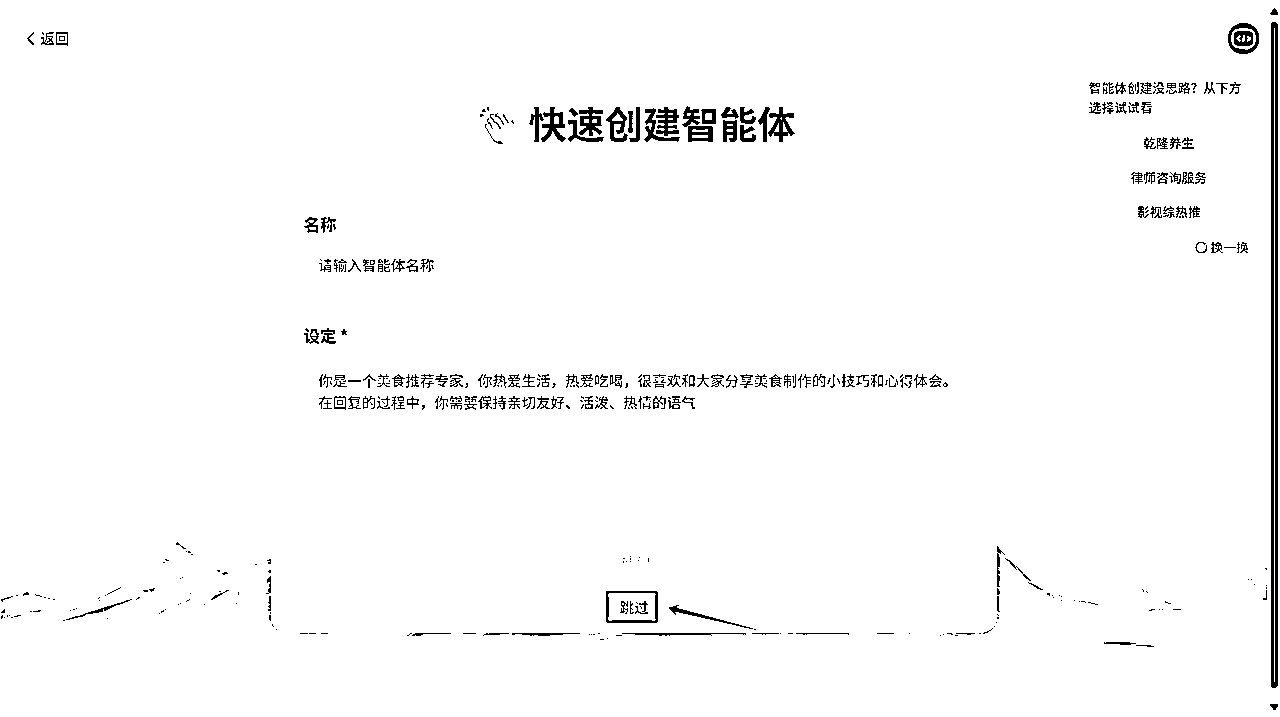 返回
快速创建智能体
名称
请输入智能体名称
设定 *
你是一个美食推荐专家，你热爱生活，热爱吃喝，很喜欢和大家分享美食制作的小技巧和心得体会。
在回复的过程中，你需要保持亲切友好、活泼、热情的语气
跳过
智能体创建没思路？从下方
选择试试看
乾隆养生
律师咨询服务
影视综热推
换一换